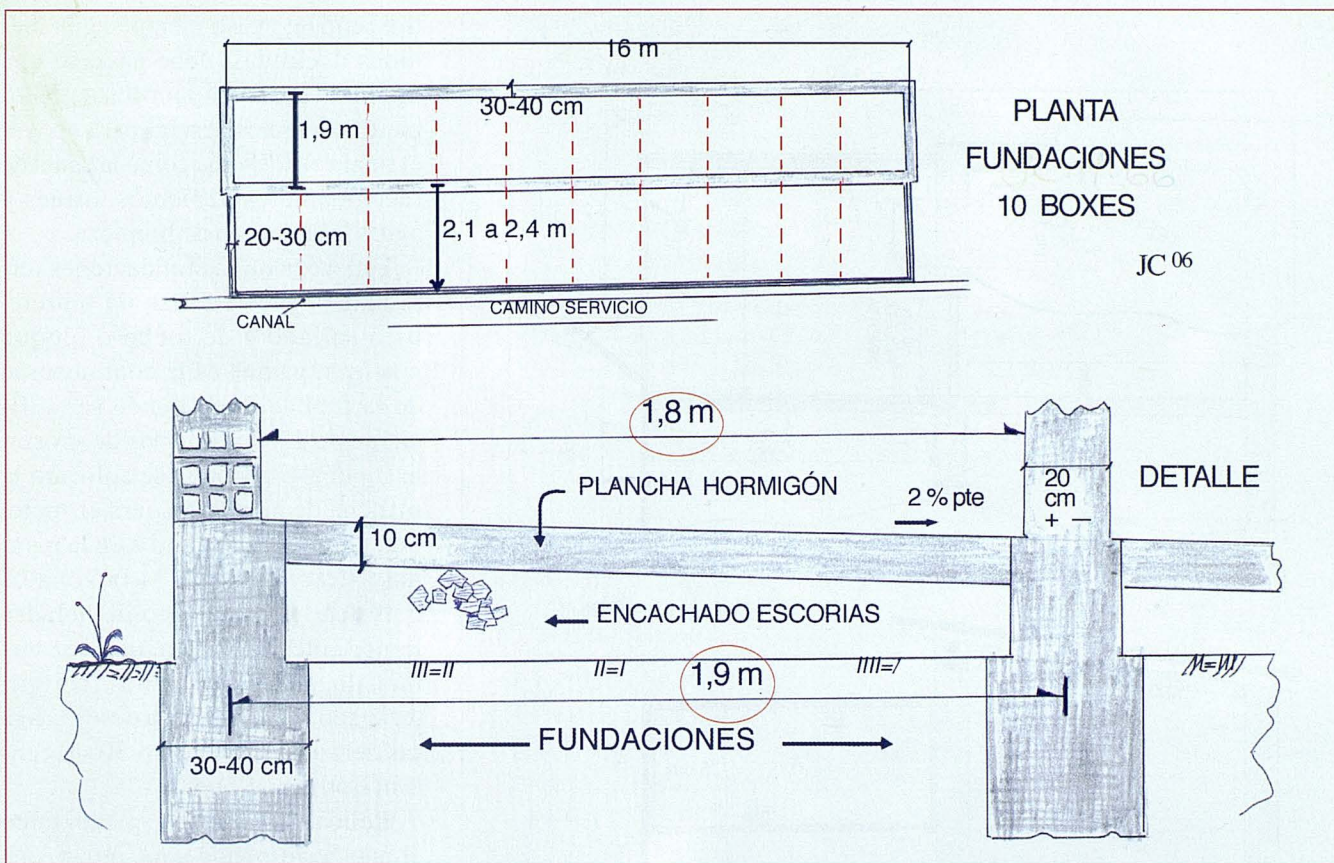 16 m
30-40 cm
1,9 m
20-30 cm
2,1 a 2,4 m
CANAL
CAMINO SERVICIO
PLANTA
FUNDACIONES
10 BOXES
JC 06
1,8 m
PLANCHA HORMIGÓN
2 % pte
20
cm
+ -
DETALLE
10 cm
ENCACHADO ESCORIAS
1,9 m
FUNDACIONES
30-40 cm